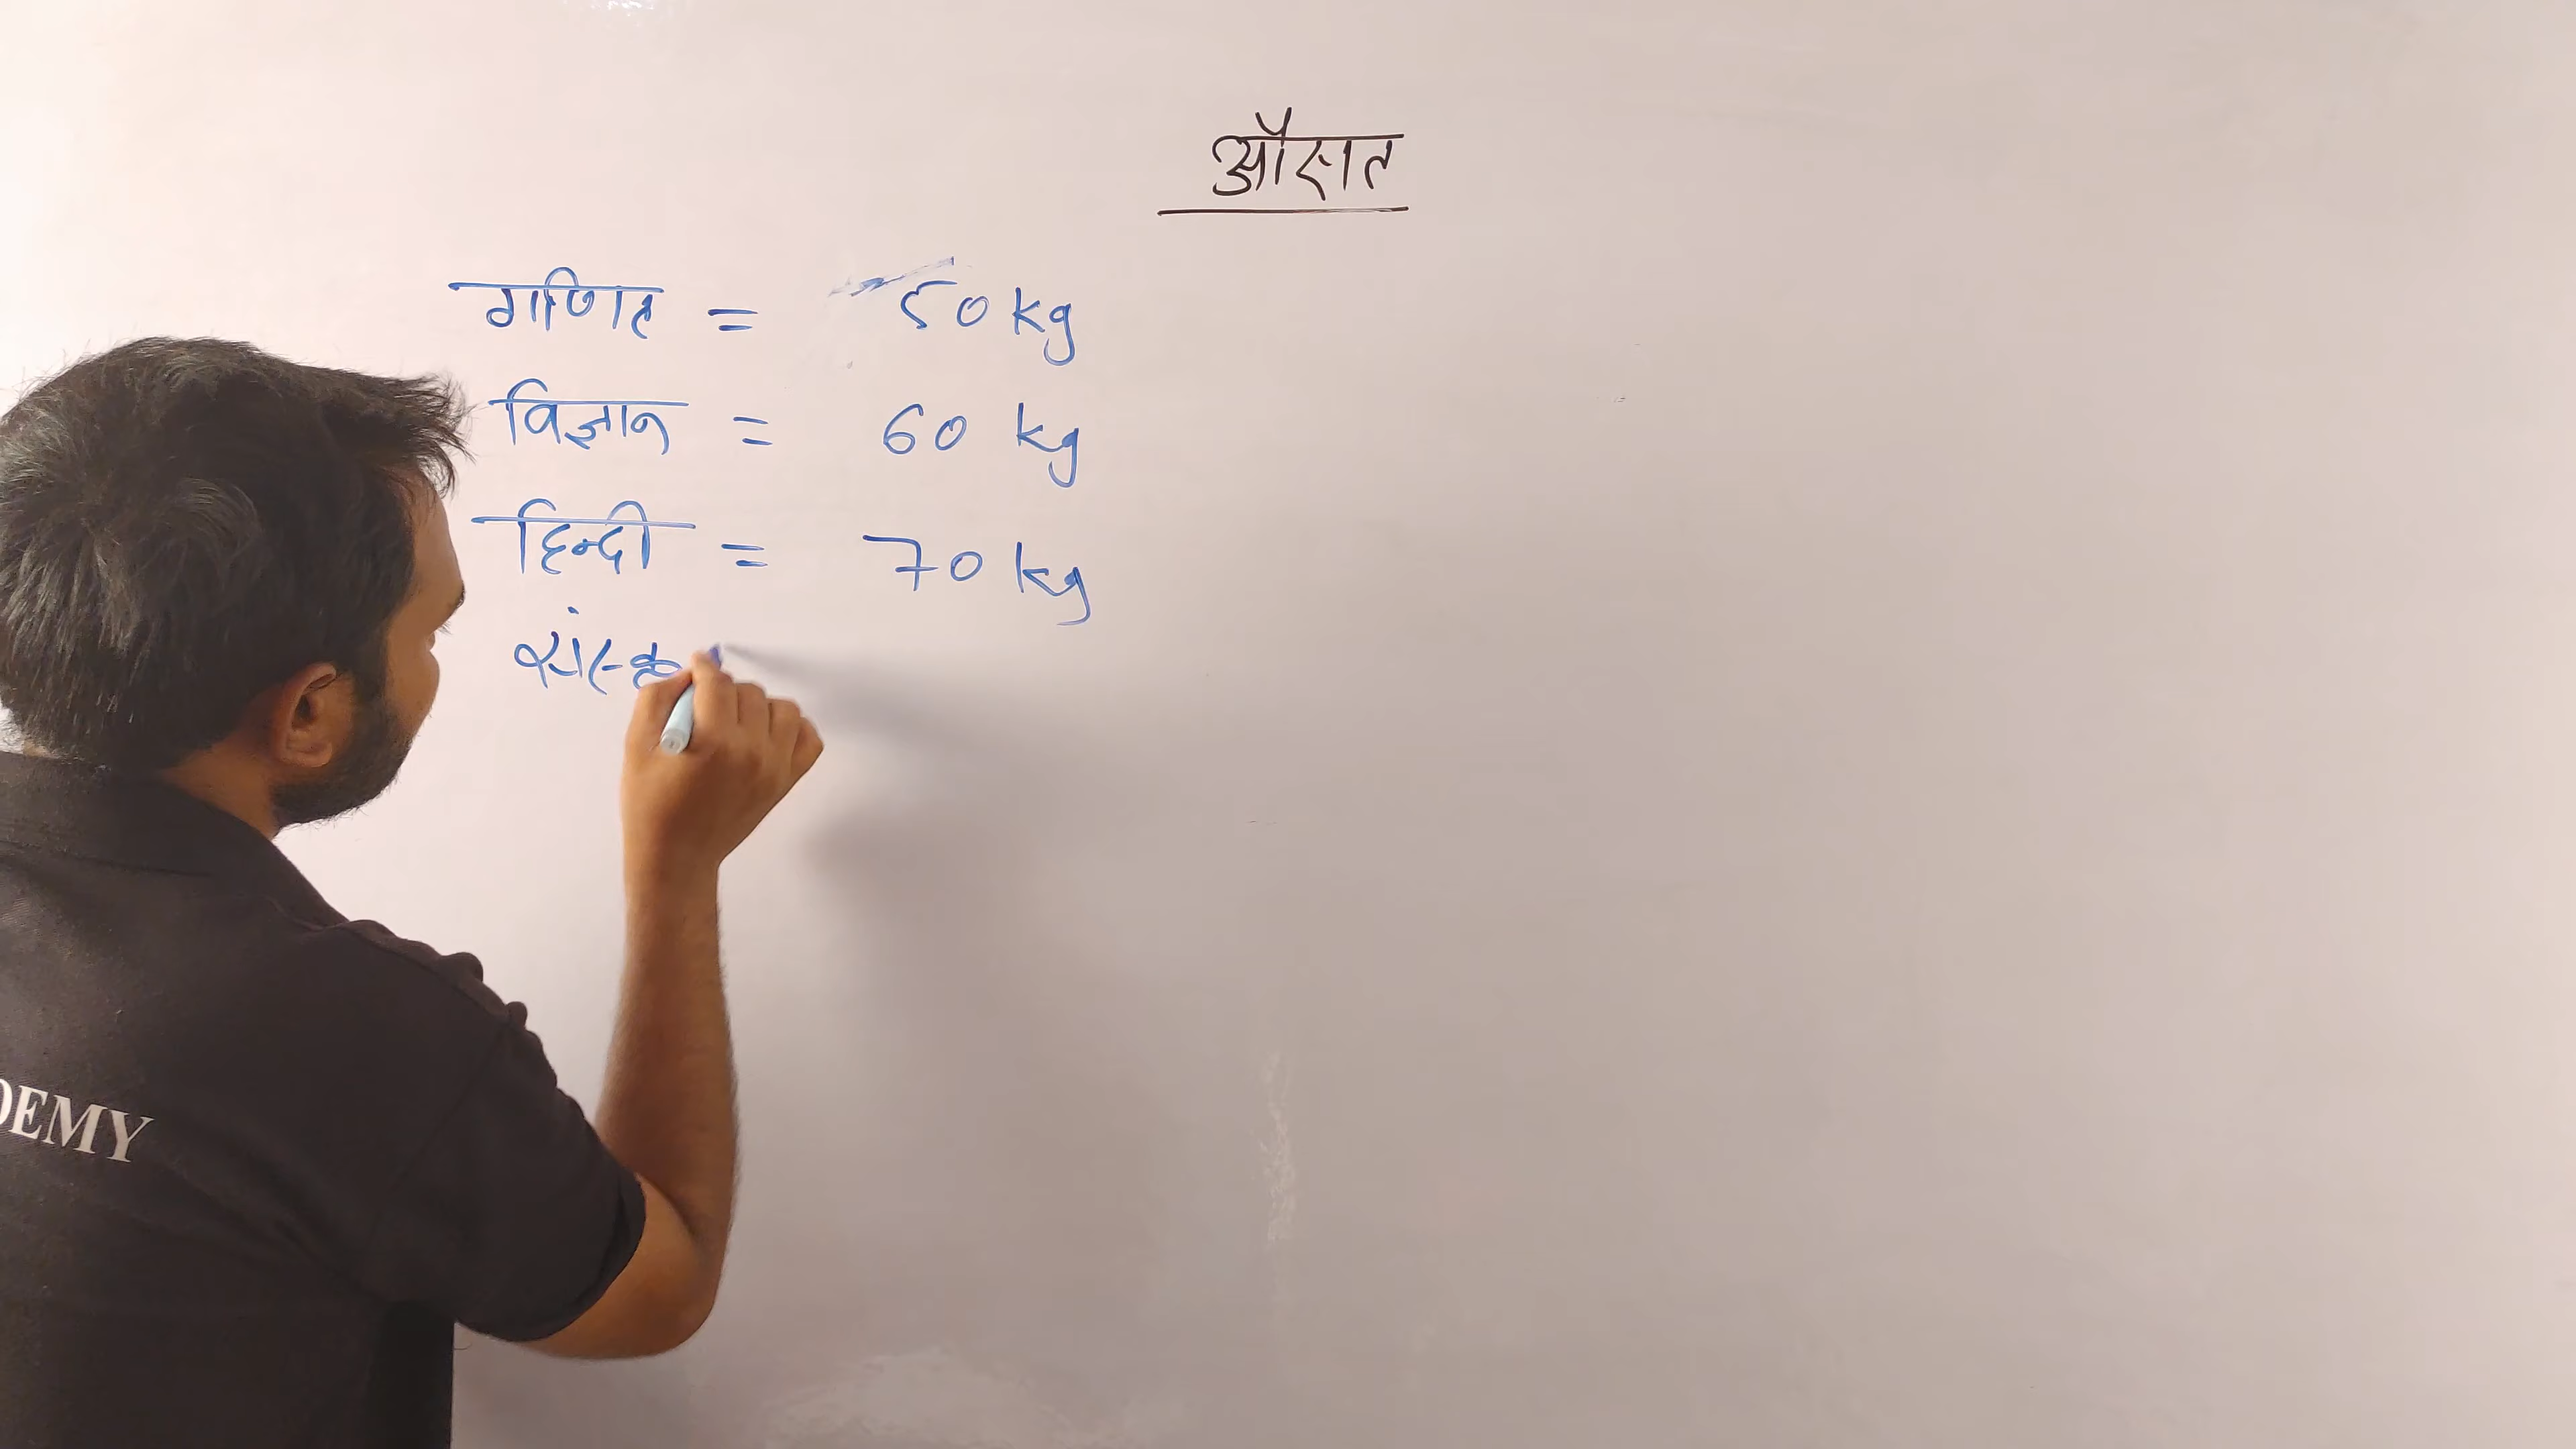 औसत
गणित = 50 kg
विज्ञान = 60 kg
हिन्दी = 70 kg
संस्कृ
DEMY